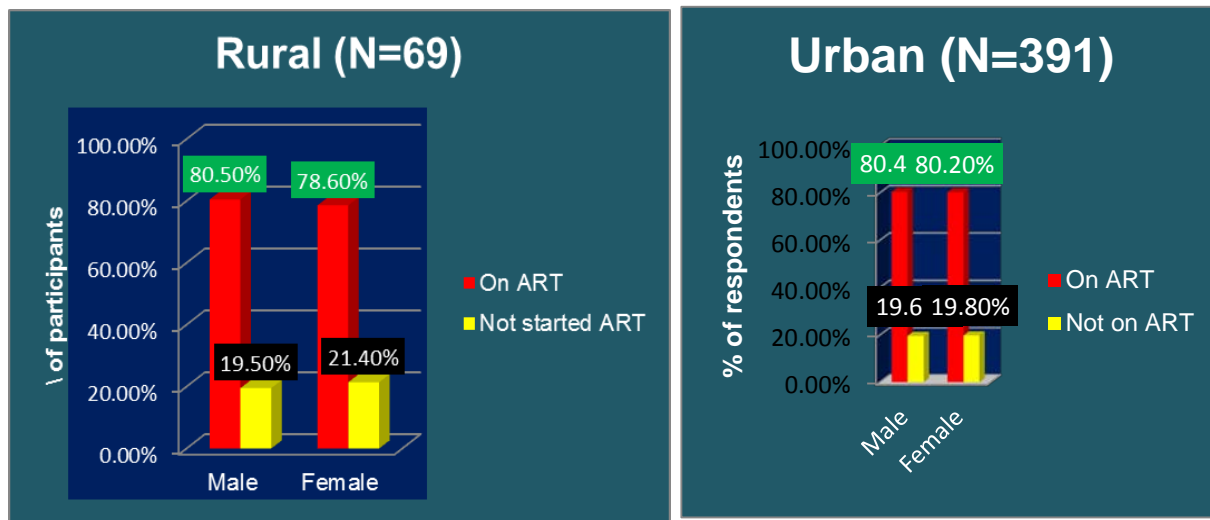 Rural (N=69)
\ of participants
100.00%
80.00%
60.00%
40.00%
20.00%
0.00%
80.50%
78.60%
19.50%
21.40%
Male
Female
On ART
Not started ART
Urban (N=391)
% of respondents
100.00%
80.00%
60.00%
40.00%
20.00%
0.00%
80.4
80.20%
19.6
19.80%
Male
Female
On ART
Not on ART